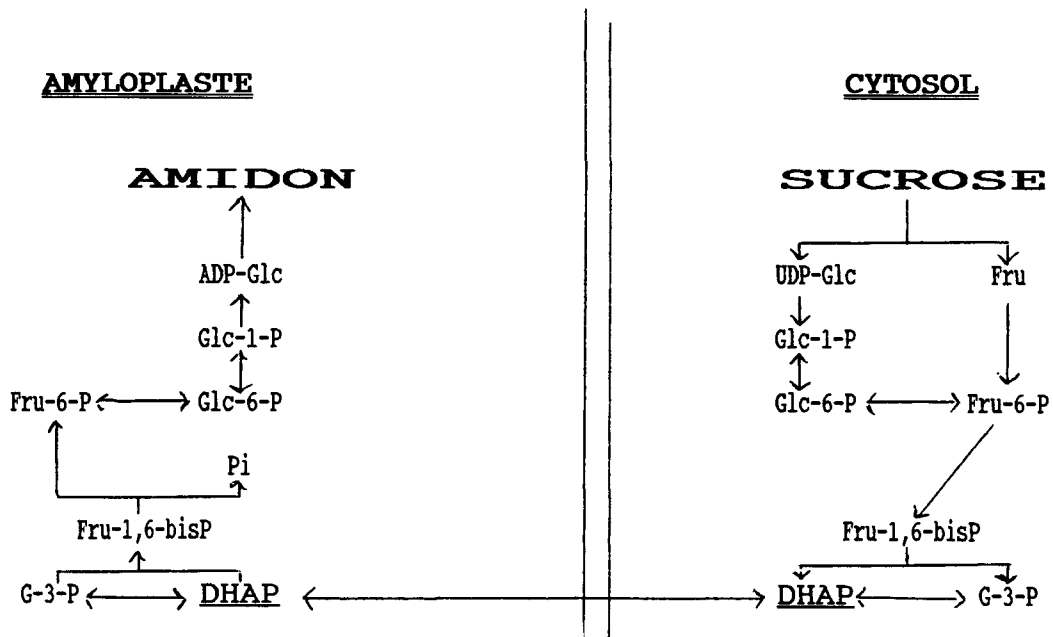 AMYLOPLASTE
AMIDON
ADP-Glc
Glc-1-P
Fru-6-P
Glc-6-P
Pi
Fru-1,6-bisP
G-3-P
DHAP
CYTOSOL
SUCROSE
UDP-Glc
Fru
Glc-1-P
Glc-6-P
Fru-6-P
Fru-1,6-bisP
DHAP
G-3-P